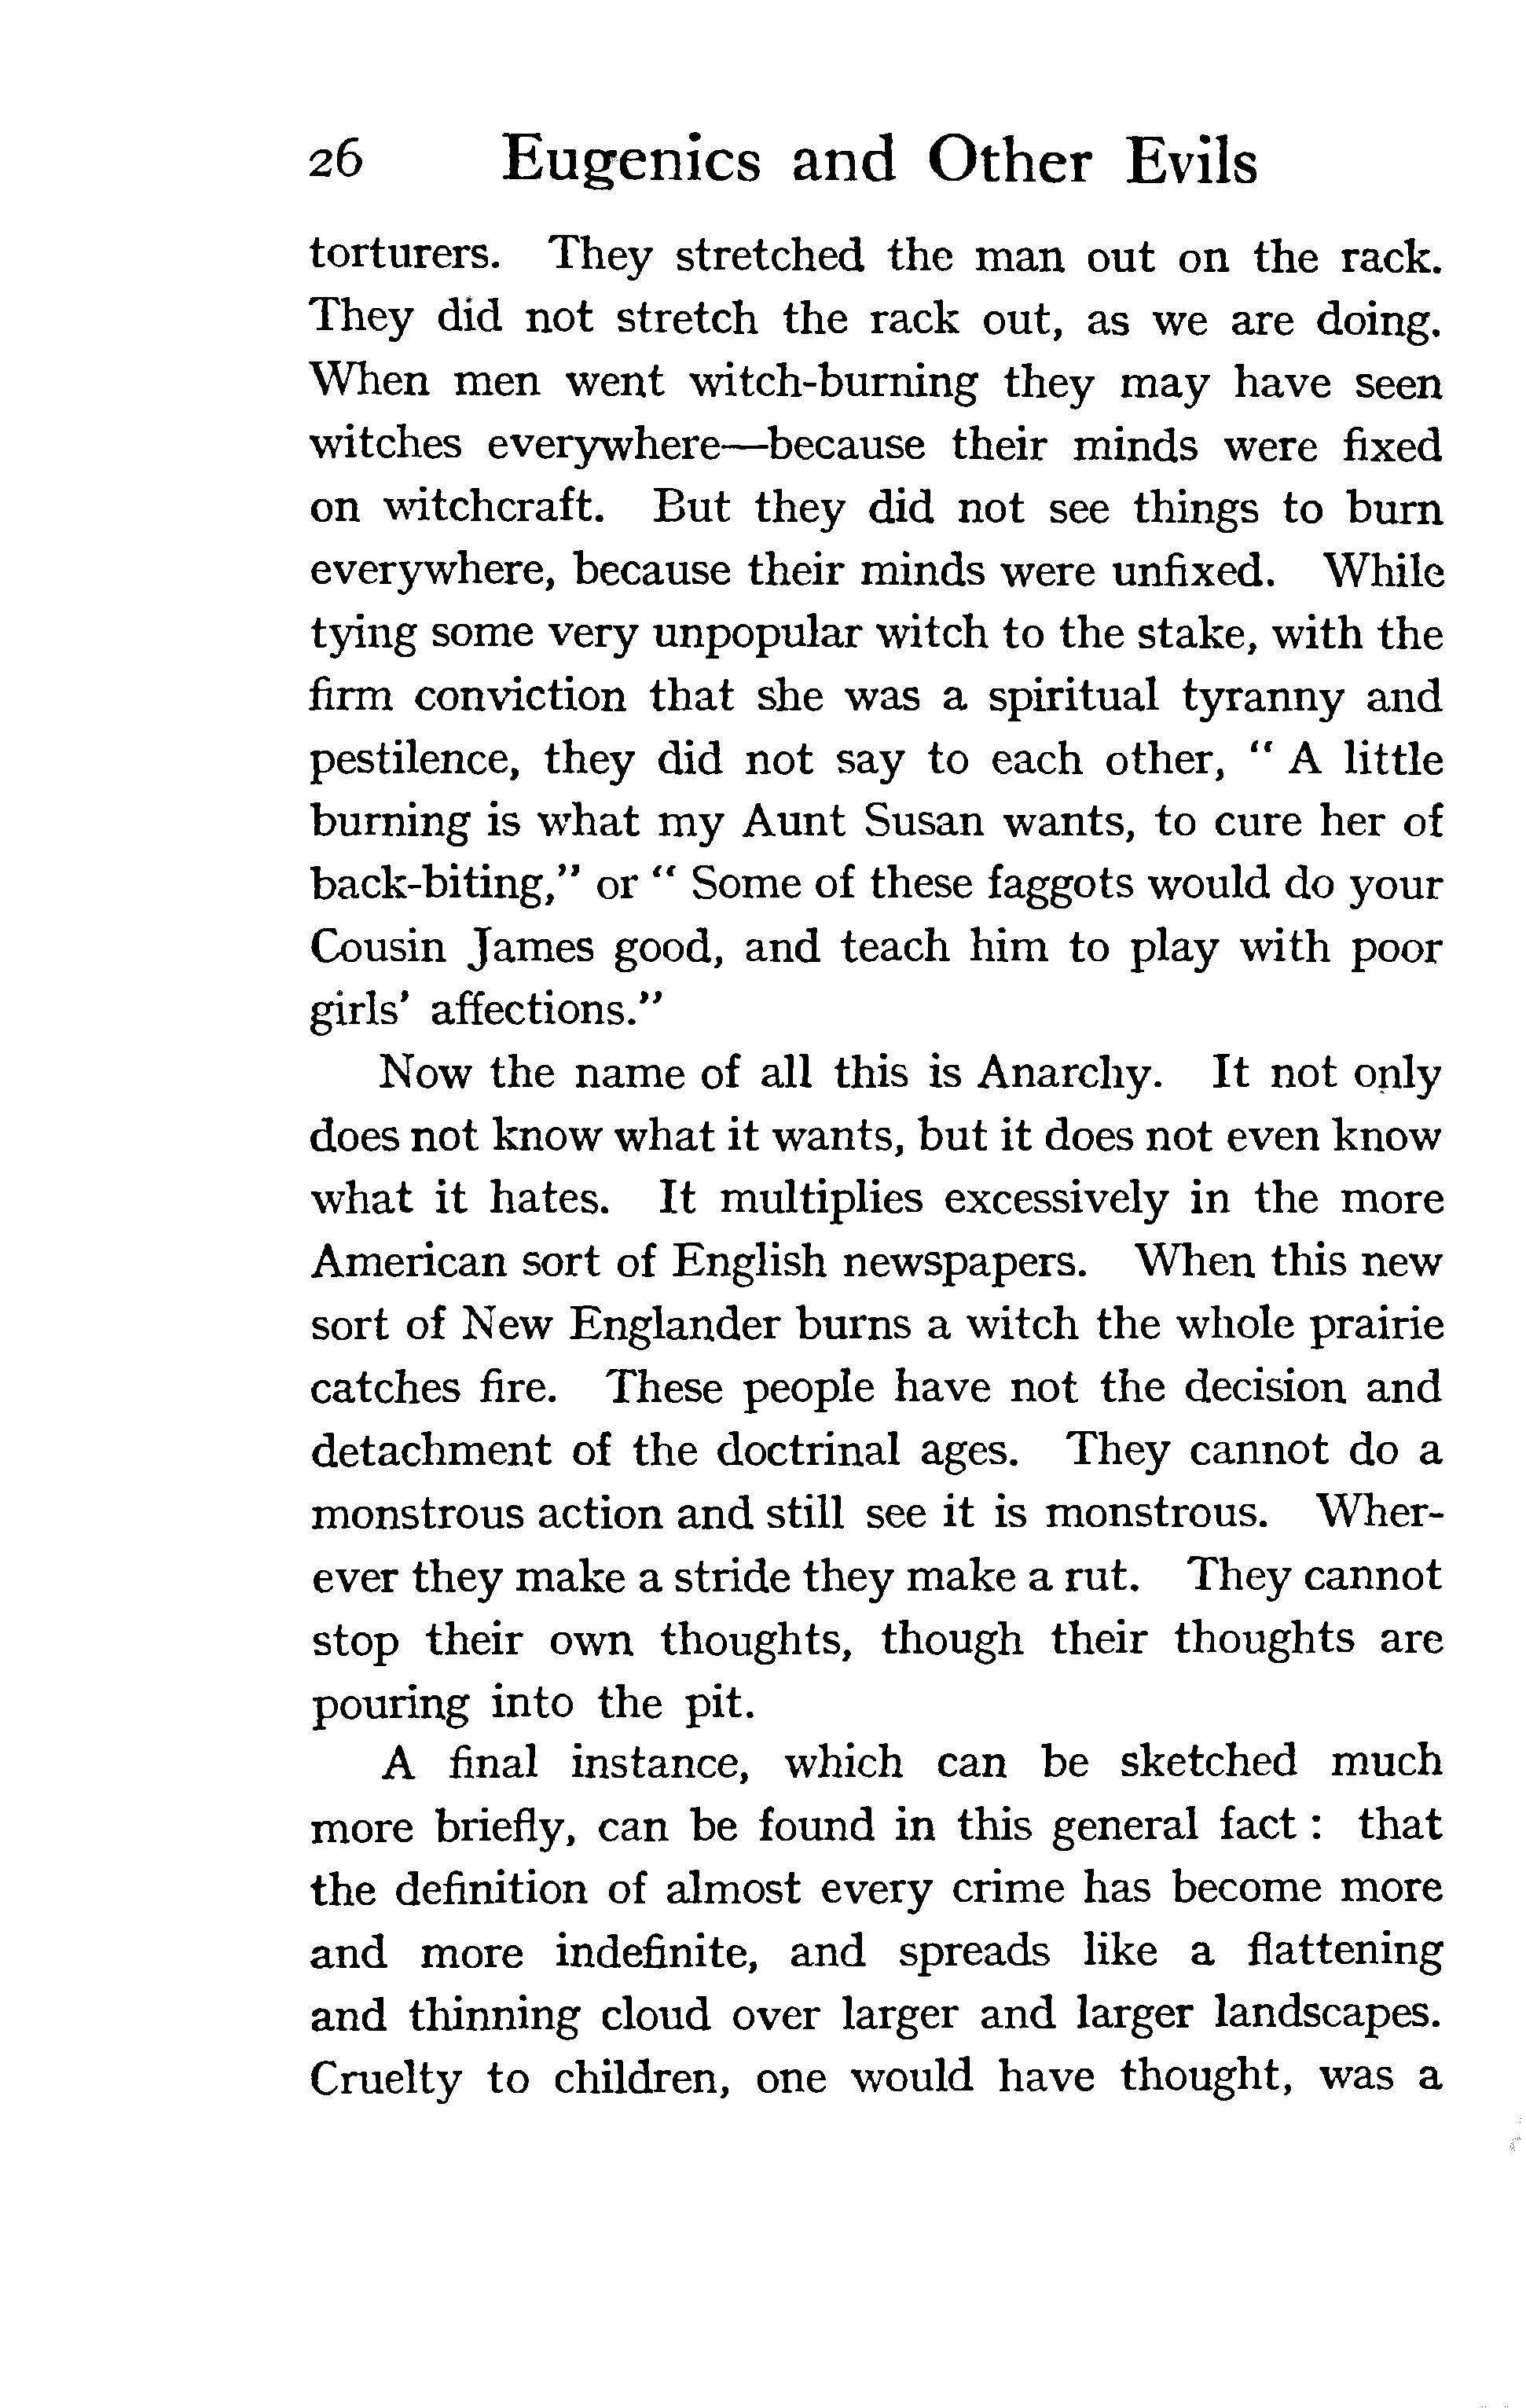 26 Eugenics and Other Evils
torturers. They stretched the man out on the rack.
They did not stretch the rack out, as we are doing.
When men went witch-burning they may have seen
witches everywhere—because their minds were fixed
on witchcraft. But they did not see things to burn
everywhere, because their minds were unfixed. While
tying some very unpopular witch to the stake, with the
firm conviction that she was a spiritual tyranny and
pestilence, they did not say to each other, “ A little
burning is what my Aunt Susan wants, to cure her of
back-biting,” or “ Some of these faggots would do your
Cousin James good, and teach him to play with poor
girls’ affections.”
Now the name of all this is Anarchy. It not only
does not know what it wants, but it does not even know
what it hates. It multiplies excessively in the more
American sort of English newspapers. When this new
sort of New Englander burns a witch the whole prairie
catches fire. These people have not the decision and
detachment of the doctrinal ages. They cannot do a
monstrous action and still see it is monstrous. Wher-
ever they make a stride they make a rut. They cannot
stop their own thoughts, though their thoughts are
pouring into the pit.
A final instance, which can be sketched much
more briefly, can be found in this general fact : that
the definition of almost every crime has become more
and more indefinite, and spreads like a flattening
and thinning cloud over larger and larger landscapes.
Cruelty to children, one would have thought, was a